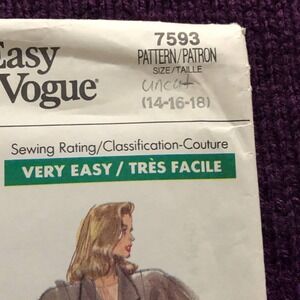 Easy
Vogue®
7593
PATTERN/PATRON
SIZE/TAILLE
uncut
(14-16-18)
Sewing Rating/Classification-Couture
VERY EASY/TRÈS FACILE